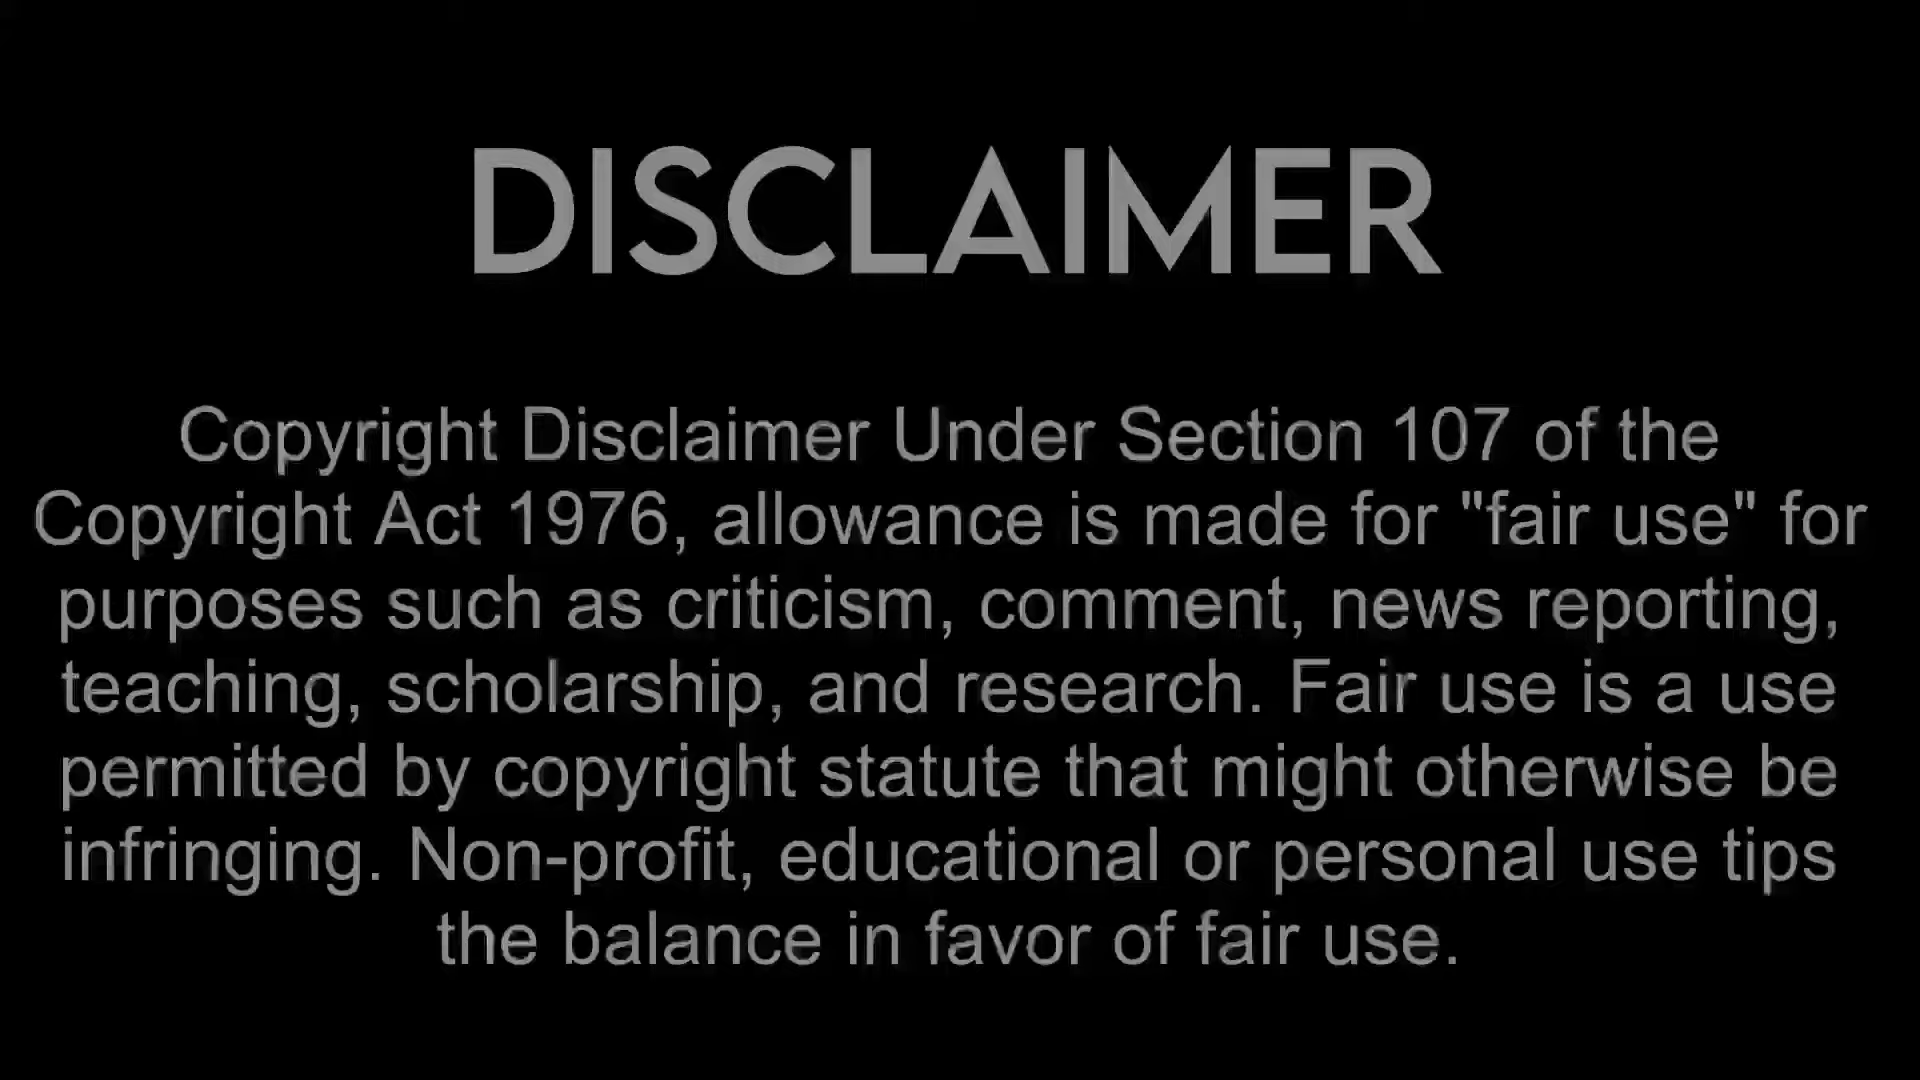 DISCLAIMER
Copyright Disclaimer Under Section 107 of the
Copyright Act 1976, allowance is made for "fair use" for
purposes such as criticism, comment, news reporting,
teaching, scholarship, and research. Fair use is a use
permitted by copyright statute that might otherwise be
infringing. Non-profit, educational or personal use tips
the balance in favor of fair use.